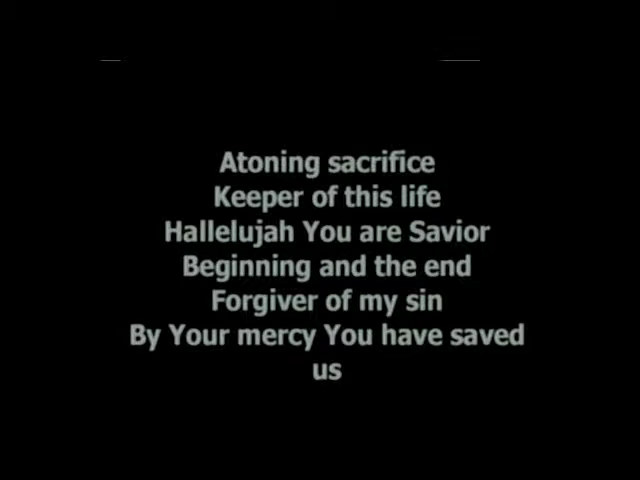 Atoning sacrifice
Keeper of this life
Hallelujah You are Savior
Beginning and the end
Forgiver of my sin
By Your mercy You have saved
us